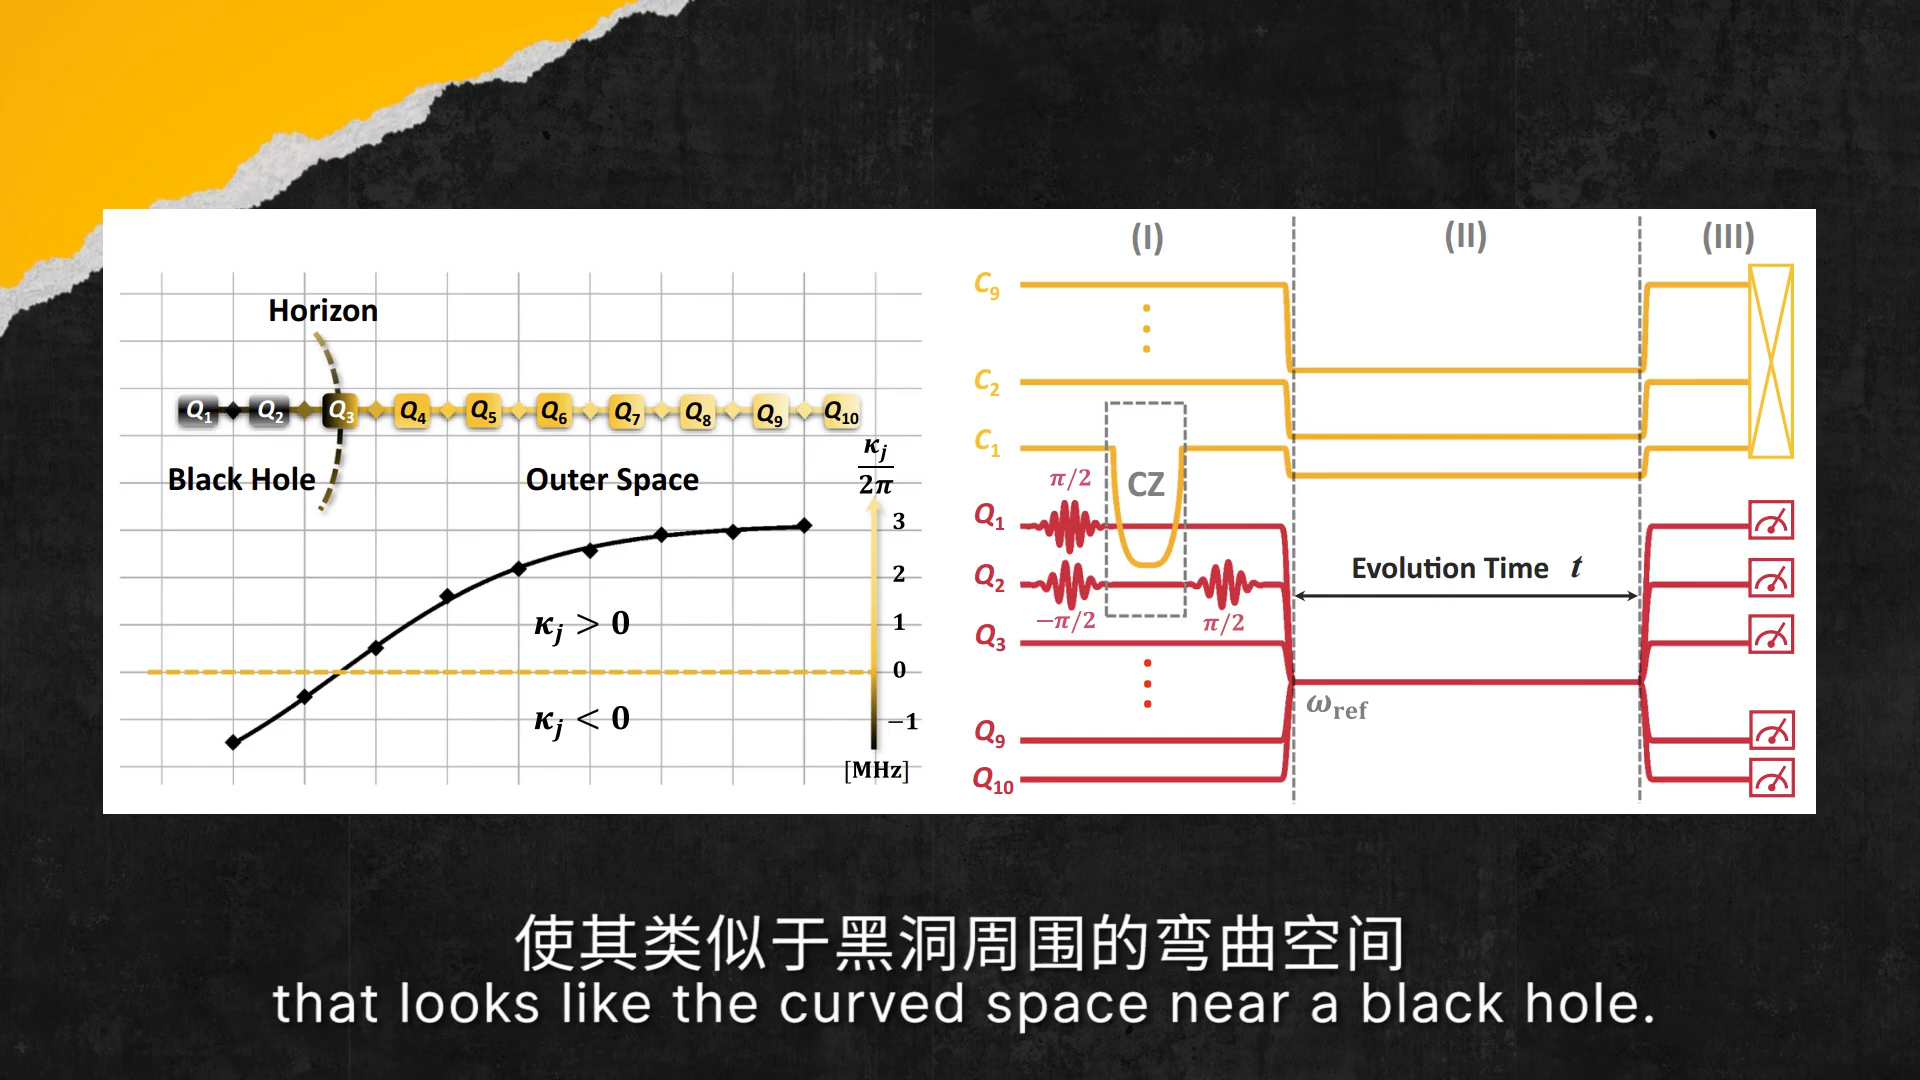 Horizon
Q1 Q2 Q3 Q4 Q5 Q6 Q7 Q8 Q9 Q10
Black Hole
Outer Space
κj
2π
3
2
1
0
−1
[MHz]
κj > 0
κj < 0
(I)
(II)
(III)
C9
C2
C1
π/2
CZ
Q1
Q2
−π/2
π/2
Q3
Q9
Q10
Evolution Time t
ωref
使其类似于黑洞周围的弯曲空间
that looks like the curved space near a black hole.